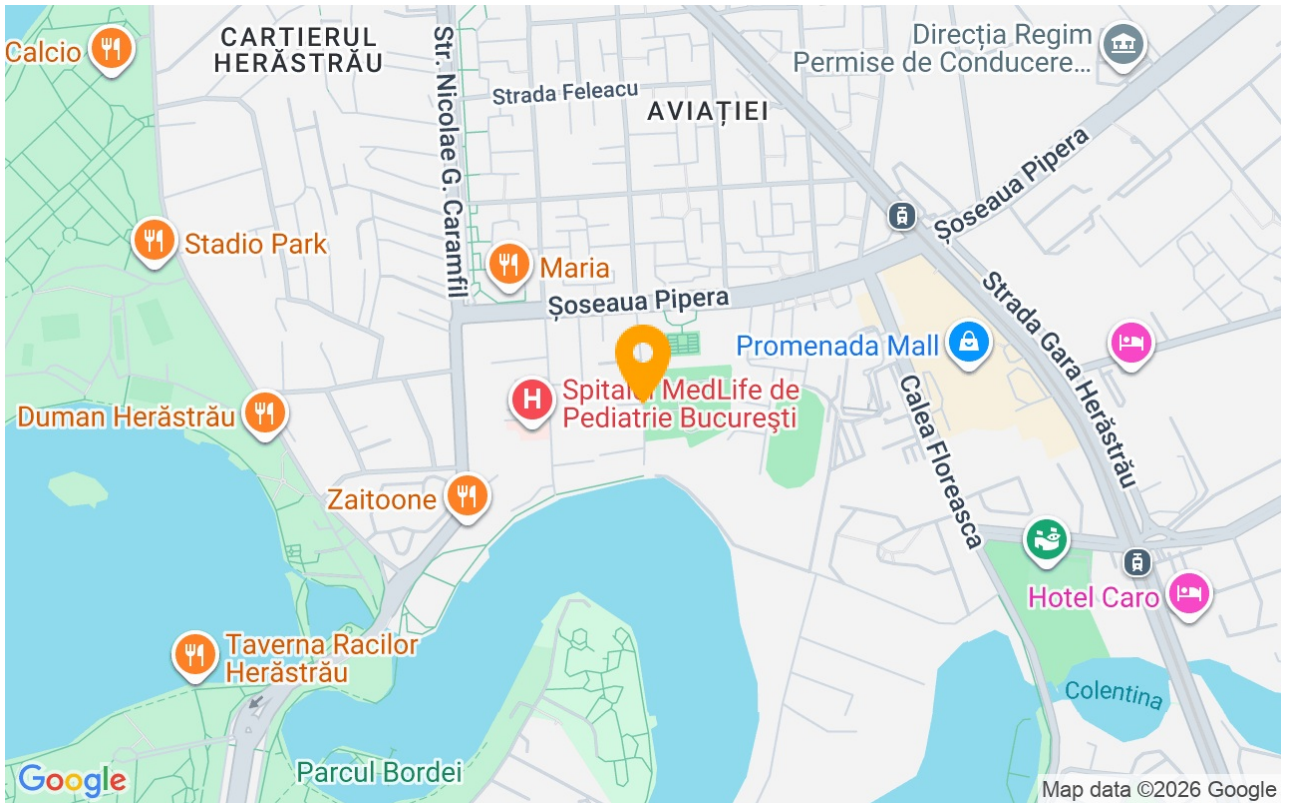 Calcio
CARTIERUL
HERĂSTRĂU
Str. Nicolae G. Caramfil
Strada Feleacu
AVIAȚIEI
Direcția Regim
Permise de Conducere...
Șoseaua Pipera
Stadio Park
Maria
Șoseaua Pipera
Strada Gara Herăstrău
Promenada Mall
H
Spitalul MedLife de
Pediatrie Bucureşti
Calea Floreasca
Duman Herăstrău
Zaitoone
Hotel Caro
Taverna Racilor
Herăstrău
Colentina
Parcul Bordei
Google
Map data ©2026 Google